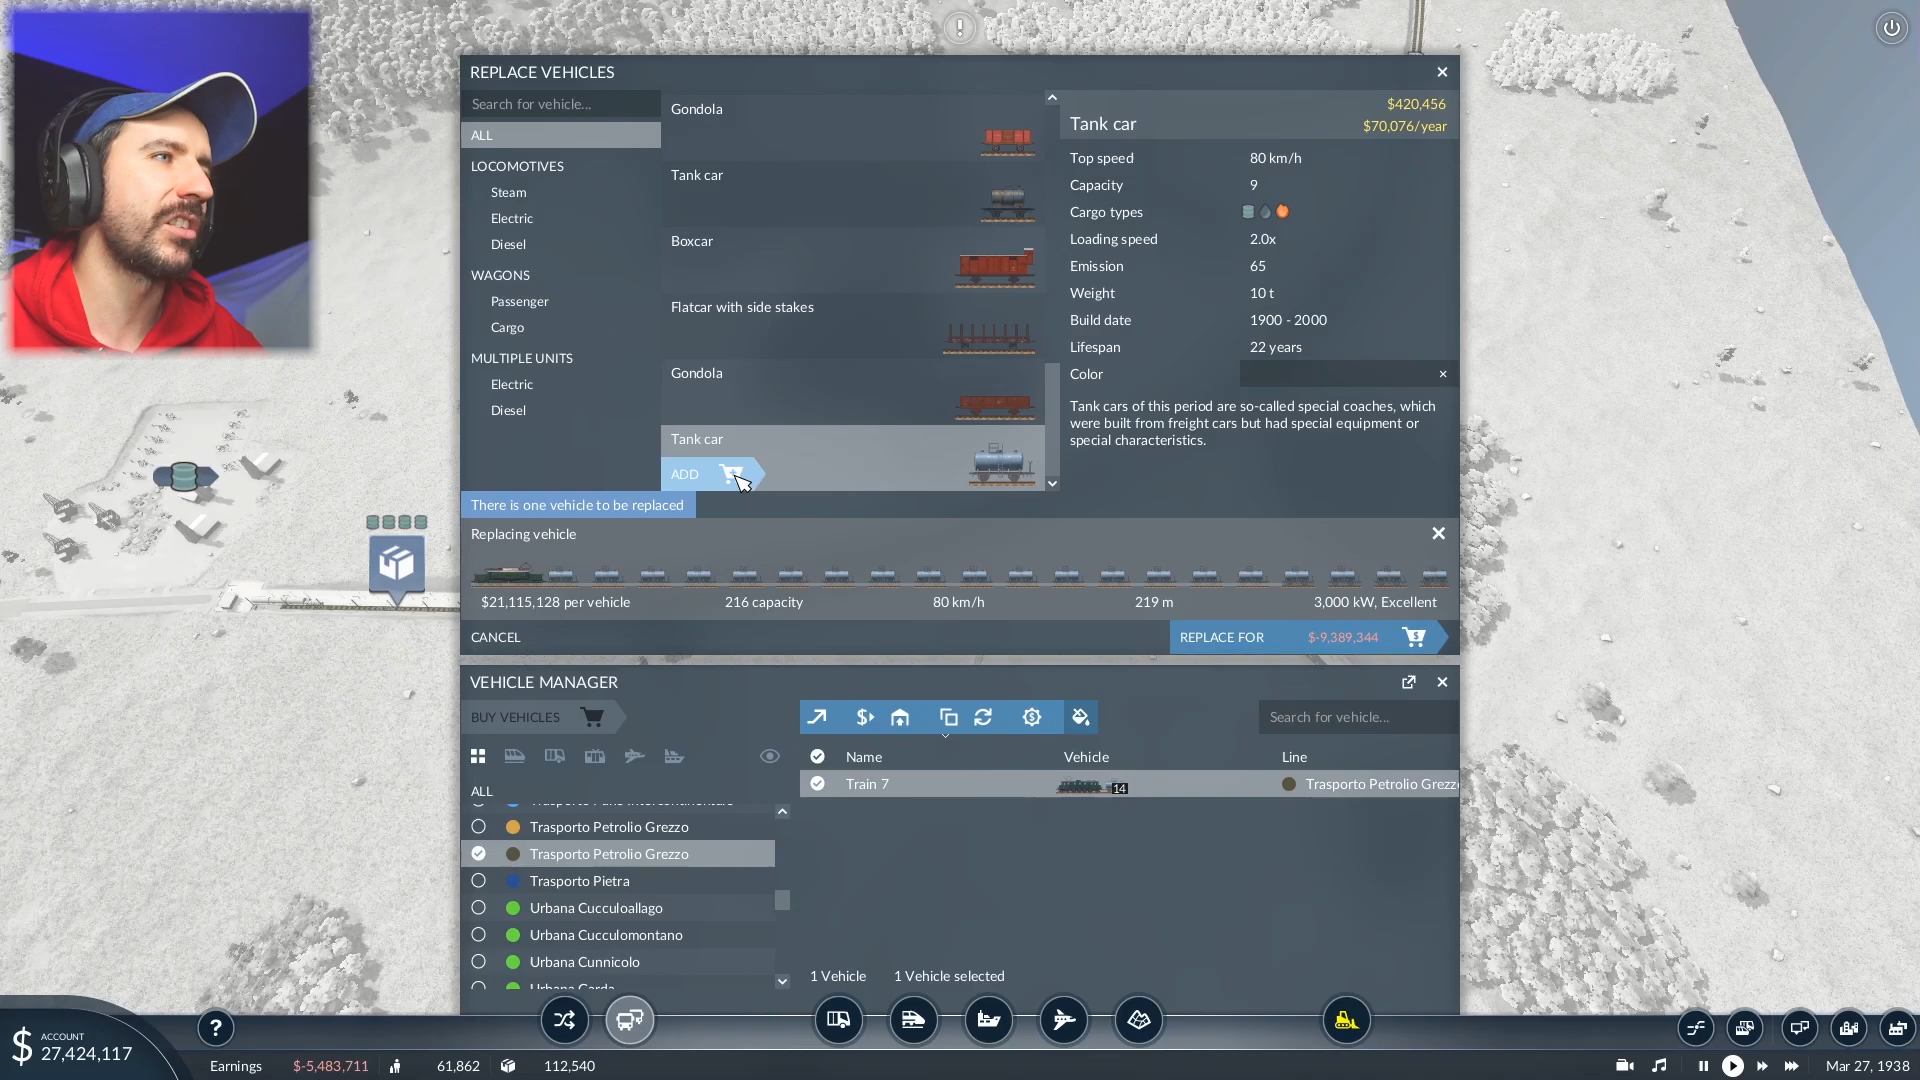 REPLACE VEHICLES
Search for vehicle...
ALL
LOCOMOTIVES
Steam
Electric
Diesel
WAGONS
Passenger
Cargo
MULTIPLE UNITS
Electric
Diesel
Gondola
Tank car
Boxcar
Flatcar with side stakes
Gondola
Tank car
ADD
$420,456
Tank car
$70,076/year
Top speed 80 km/h
Capacity 9
Cargo types
Loading speed 2.0x
Emission 65
Weight 10 t
Build date 1900 - 2000
Lifespan 22 years
Color
Tank cars of this period are so-called special coaches, which
were built from freight cars but had special equipment or
special characteristics.
There is one vehicle to be replaced
Replacing vehicle
$21,115,128 per vehicle 216 capacity 80 km/h 219 m 3,000 kW, Excellent
CANCEL
REPLACE FOR $-9,389,344
VEHICLE MANAGER
BUY VEHICLES
Search for vehicle...
ALL
Trasporto Petrolio Grezzo
Trasporto Petrolio Grezzo
Trasporto Pietra
Urbana Cucculoallago
Urbana Cucculomontano
Urbana Cunnicolo
Urbana Garda
Name Vehicle Line
Train 7 14 Trasporto Petrolio Grezz
1 Vehicle 1 Vehicle selected
?
$ ACCOUNT
27,424,117
Earnings $-5,483,711 61,862 112,540
Mar 27, 1938